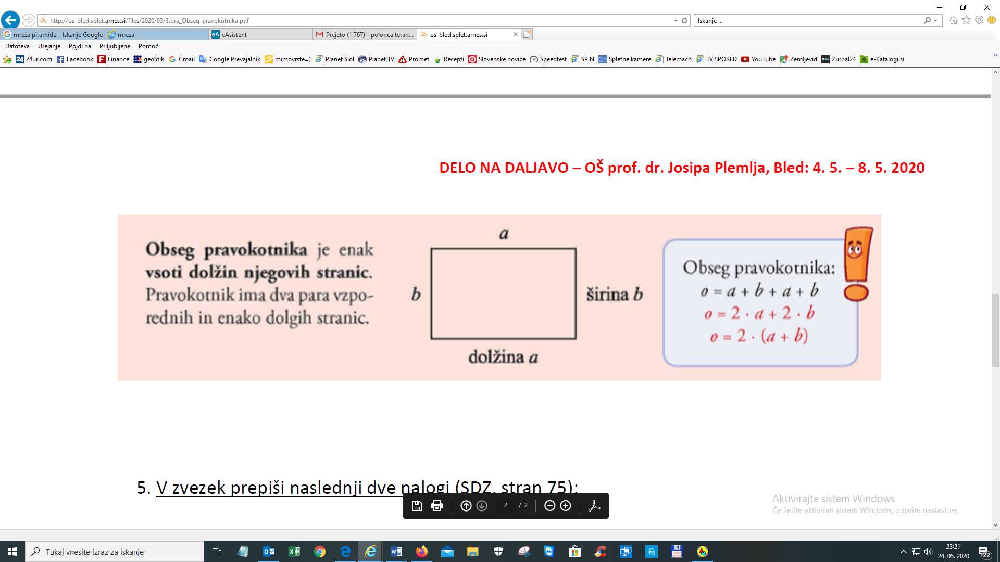 http://os-bled.splet.arnes.si/files/2020/03/3.ura_Obseg-pravokotnika.pdf
Iskanje ...
mreža piramide – Iskanje Google
mreza
eA eAsistent
Prejeto (1.767) - polonca.teran...
os-bled.splet.arnes.si
Datoteka Urejanje Pojdi na Priljubljene Pomoč
24 24ur.com Facebook F Finance geoStik Gmail Google Prevajalnik mimovrste=) Planet Siol Planet TV Promet Recepti Slovenske novice Speedtest SPIN Spletne kamere Telemach TV SPORED YouTube Zemljevid Zurnal24 e-Katalogi.si »
DELO NA DALJAVO – OŠ prof. dr. Josipa Plemlja, Bled: 4. 5. – 8. 5. 2020
Obseg pravokotnika je enak
vsoti dolžin njegovih stranic.
Pravokotnik ima dva para vzpo-
rednih in enako dolgih stranic.
a
b
širina b
dolžina a
Obseg pravokotnika:
o = a + b + a + b
o = 2 · a + 2 · b
o = 2 · (a + b)
5. V zvezek prepiši naslednji dve nalogi (SDZ, stran 75):
2 / 2
Aktivirajte sistem Windows
Če želite aktivirati sistem Windows, odprite nastavitve.
Tukaj vnesite izraz za iskanje
23:21
24. 05. 2020
22